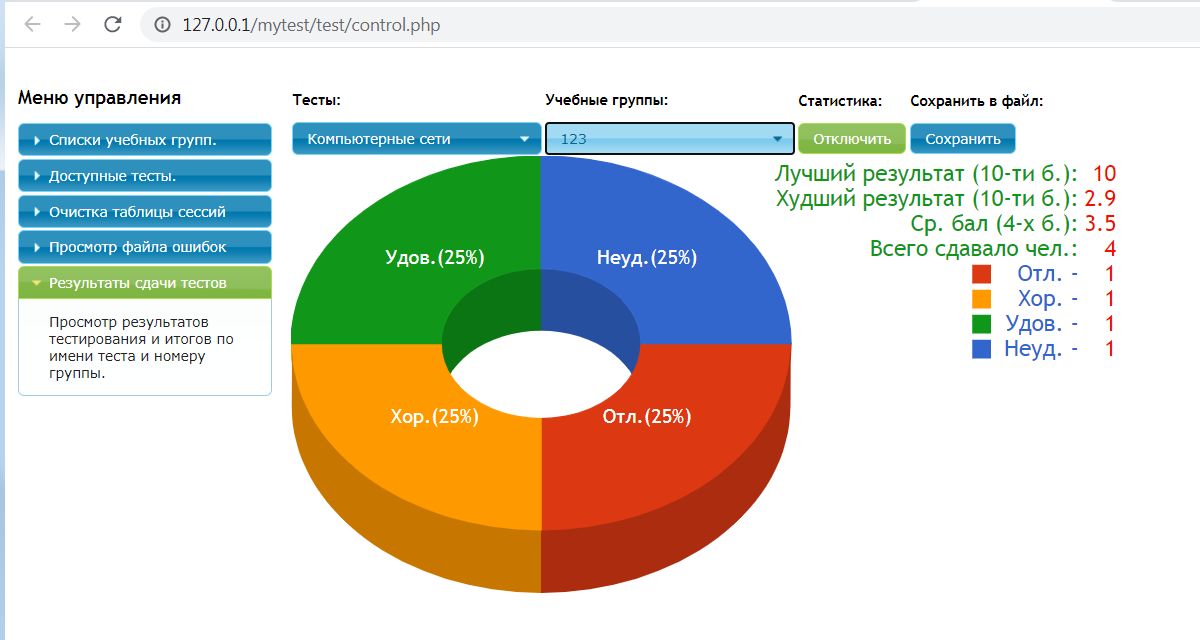 127.0.0.1/mytest/test/control.php
Меню управления
Списки учебных групп.
Доступные тесты.
Очистка таблицы сессий
Просмотр файла ошибок
Результаты сдачи тестов
Просмотр результатов
тестирования и итогов по
имени теста и номеру
группы.
Тесты:
Учебные группы:
Статистика:
Сохранить в файл:
Компьютерные сети
123
Отключить
Сохранить
Удов.(25%)
Неуд.(25%)
Хор.(25%)
Отл.(25%)
Лучший результат (10-ти б.): 10
Худший результат (10-ти б.): 2.9
Ср. бал (4-х б.): 3.5
Всего сдавало чел.: 4
Отл. - 1
Хор. - 1
Удов. - 1
Неуд. - 1